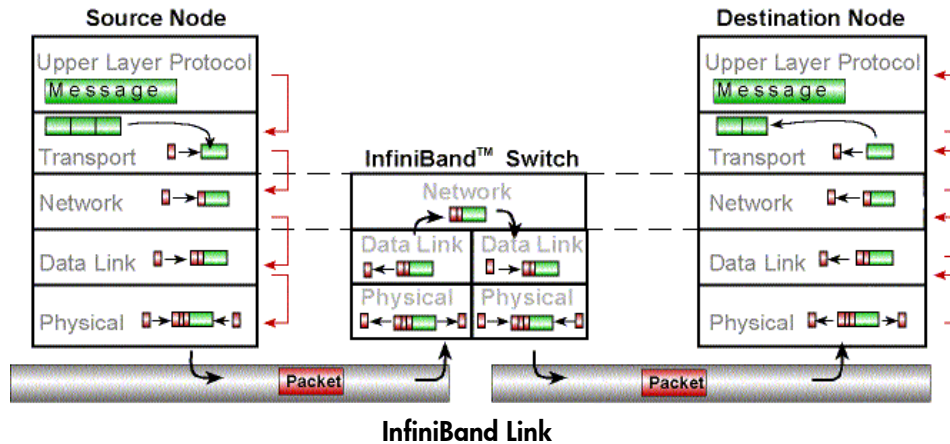 Source Node
Upper Layer Protocol
Message
Transport
Network
Data Link
Physical
InfiniBand™ Switch
Network
Data Link
Data Link
Physical
Physical
Destination Node
Upper Layer Protocol
Message
Transport
Network
Data Link
Physical
Packet
Packet
InfiniBand Link